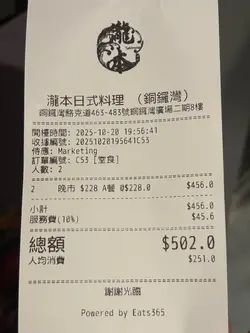 瀧本
瀧本日式料理 (銅鑼灣)
銅鑼灣駱克道463-483號銅鑼灣廣場二期8樓
開檯時間: 2025-10-20 19:56:41
收據編號: 20251020195641C53
侍應: Marketing
訂單編號: C53 [堂食]
人數: 2
2 晚市 $228 A餐 @$228.0 $456.0
小計 $456.0
服務費(10%) $45.6
總額 $502.0
人均消費 $251.0
謝謝光臨
Powered by Eats365